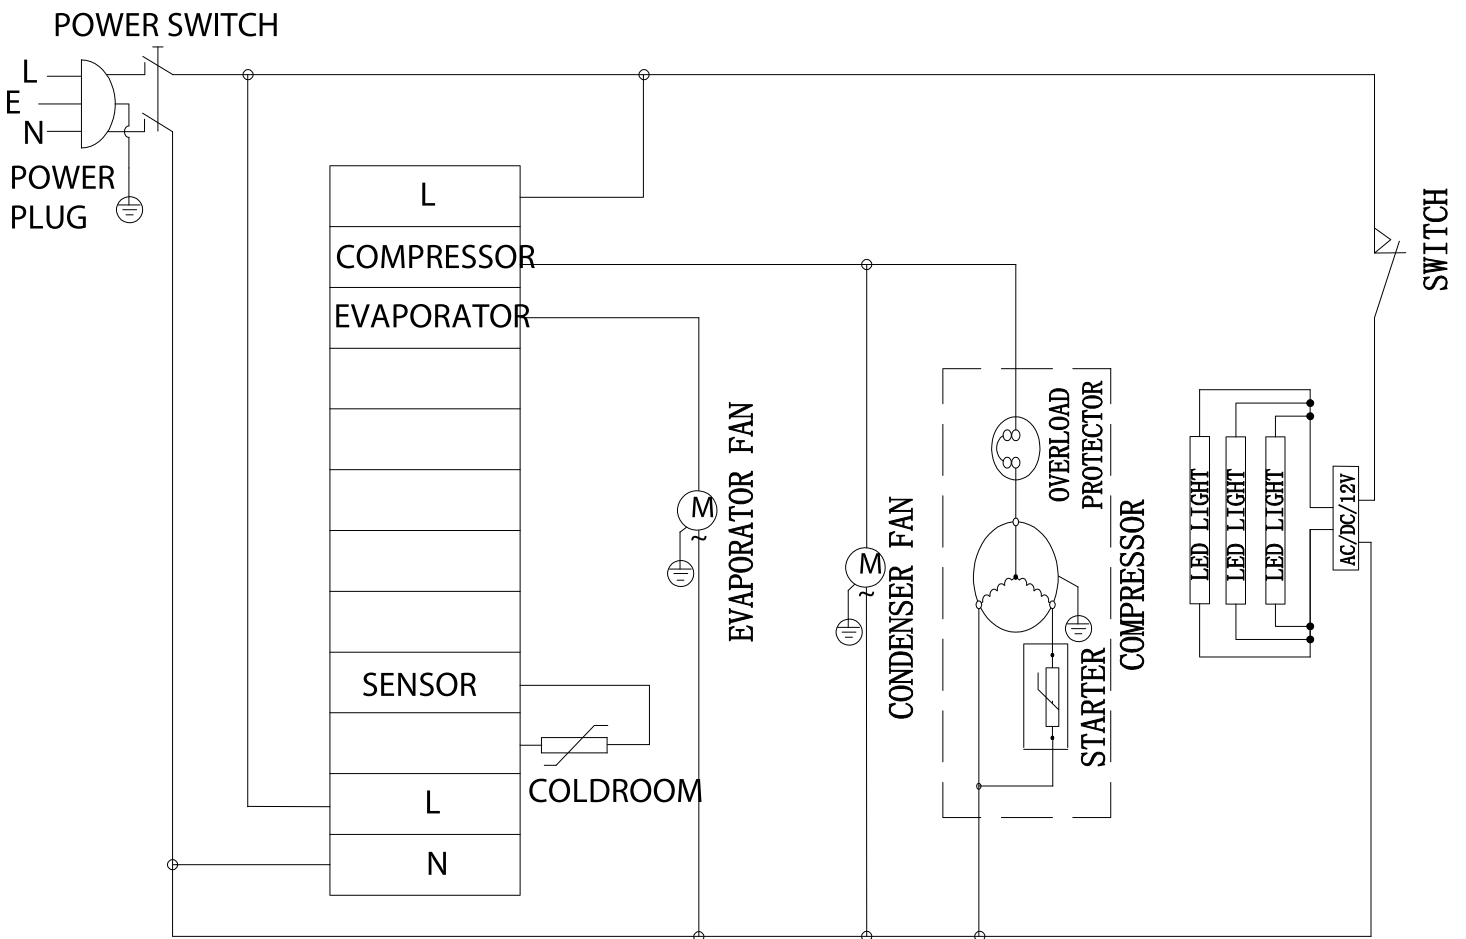 POWER SWITCH
L
E
N
POWER
PLUG
L
COMPRESSOR
EVAPORATOR
SENSOR
COLDROOM
L
N
M
~
EVAPORATOR FAN
M
~
CONDENSER FAN
OVERLOAD
PROTECTOR
COMPRESSOR
STARTER
LED LIGHT
LED LIGHT
LED LIGHT
AC/DC/12V
SWITCH